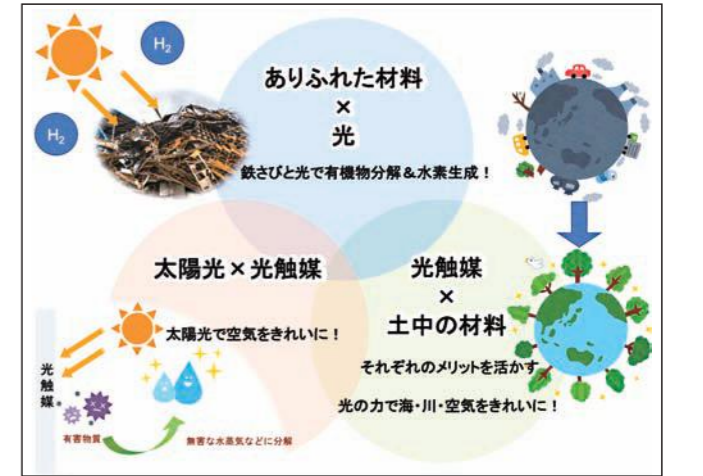 H₂
H₂
ありふれた材料
×
光
鉄さびと光で有機物分解&水素生成！
太陽光×光触媒
太陽光で空気をきれいに！
光触媒
有害物質
無害な水蒸気などに分解
光触媒
×
土中の材料
それぞれのメリットを活かす
光の力で海・川・空気をきれいに！